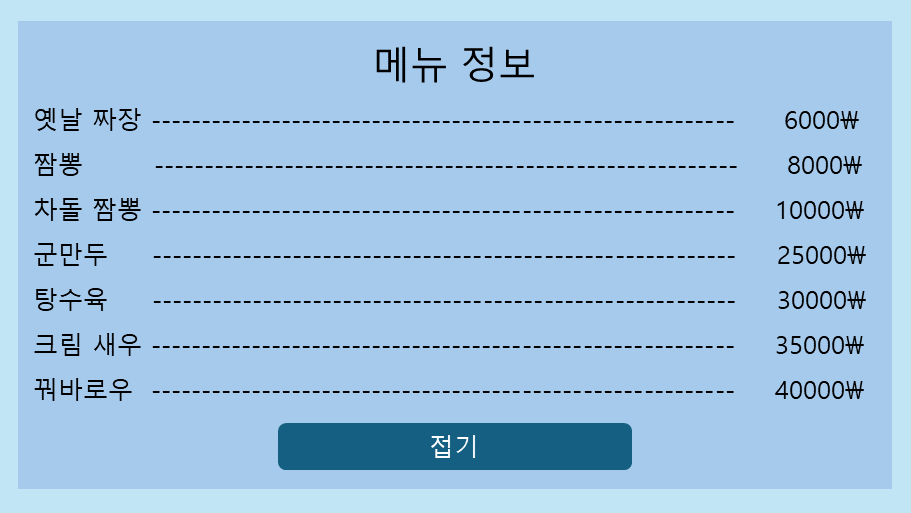 메뉴 정보
옛날 짜장 ---------------------------------------------------------- 6000₩
짬뽕 ---------------------------------------------------------- 8000₩
차돌 짬뽕 ---------------------------------------------------------- 10000₩
군만두 ---------------------------------------------------------- 25000₩
탕수육 ---------------------------------------------------------- 30000₩
크림 새우 ---------------------------------------------------------- 35000₩
꿔바로우 ---------------------------------------------------------- 40000₩
접기